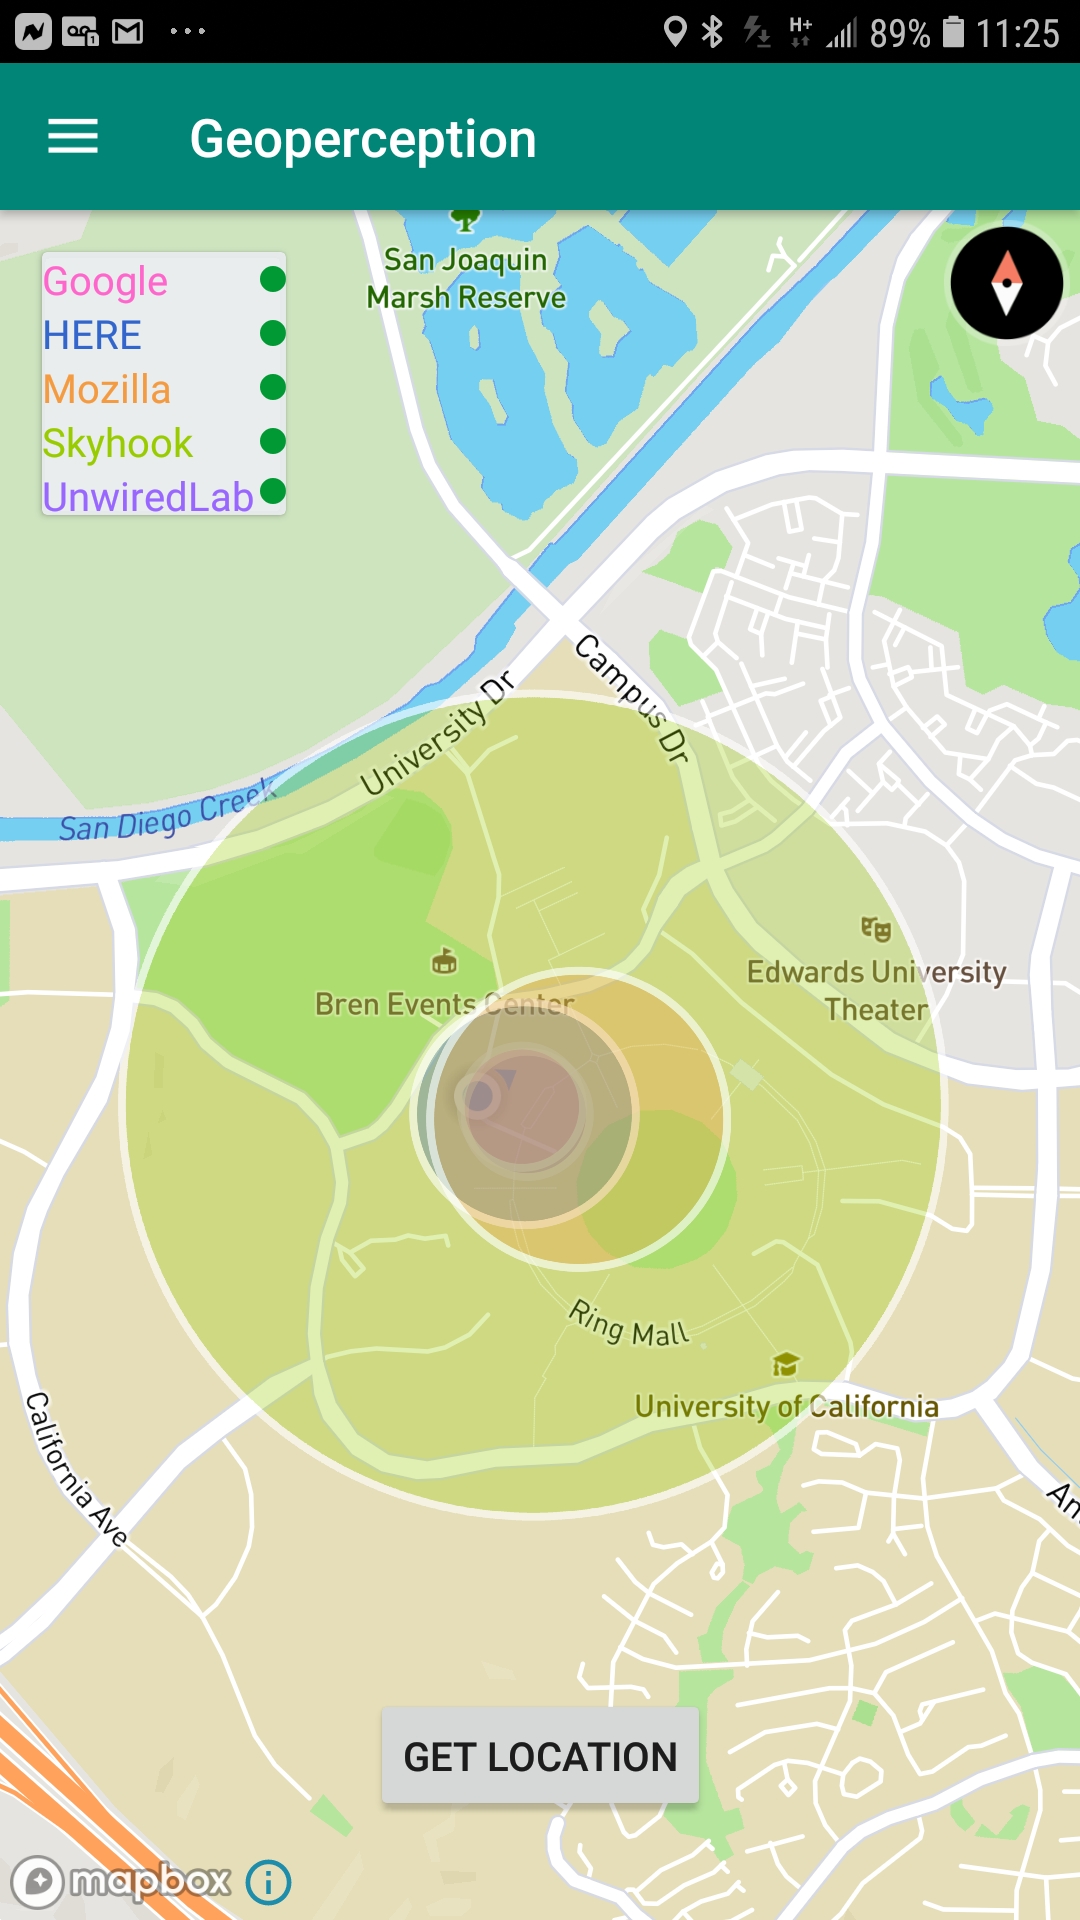 H+ 89% 11:25
Geoperception
San Joaquin
Marsh Reserve
Google
HERE
Mozilla
Skyhook
UnwiredLab
Campus Dr
University Dr
San Diego Creek
Edwards University
Theater
Bren Events Center
Ring Mall
University of California
California Ave
An
GET LOCATION
mapbox